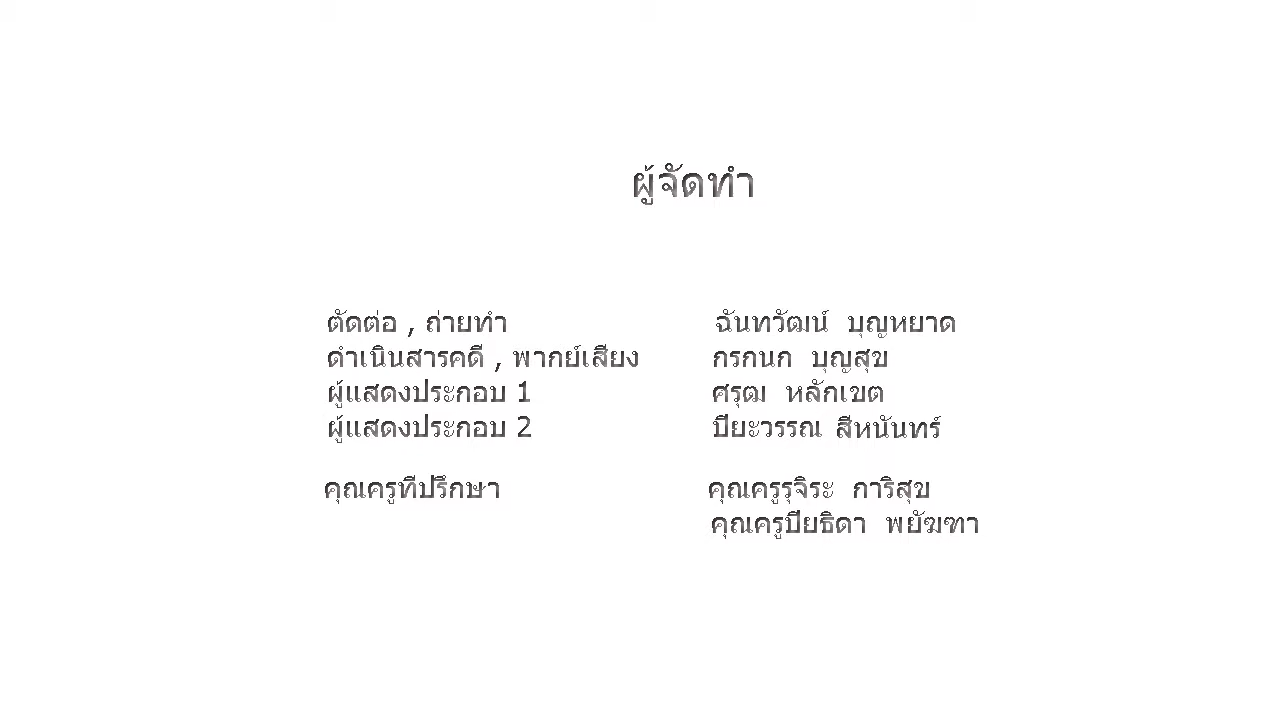 ผู้จัดทำ
ตัดต่อ , ถ่ายทำ ฉันทวัฒน์ บุญหยาด
ดำเนินสารคดี , พากย์เสียง กรกนก บุญสุข
ผู้แสดงประกอบ 1 ศรุฒ หลักเขต
ผู้แสดงประกอบ 2 ปิยะวรรณ สีหนันทร์
คุณครูที่ปรึกษา คุณครูรุจิระ การิสุข
คุณครูปิยธิดา พยัฆฑา